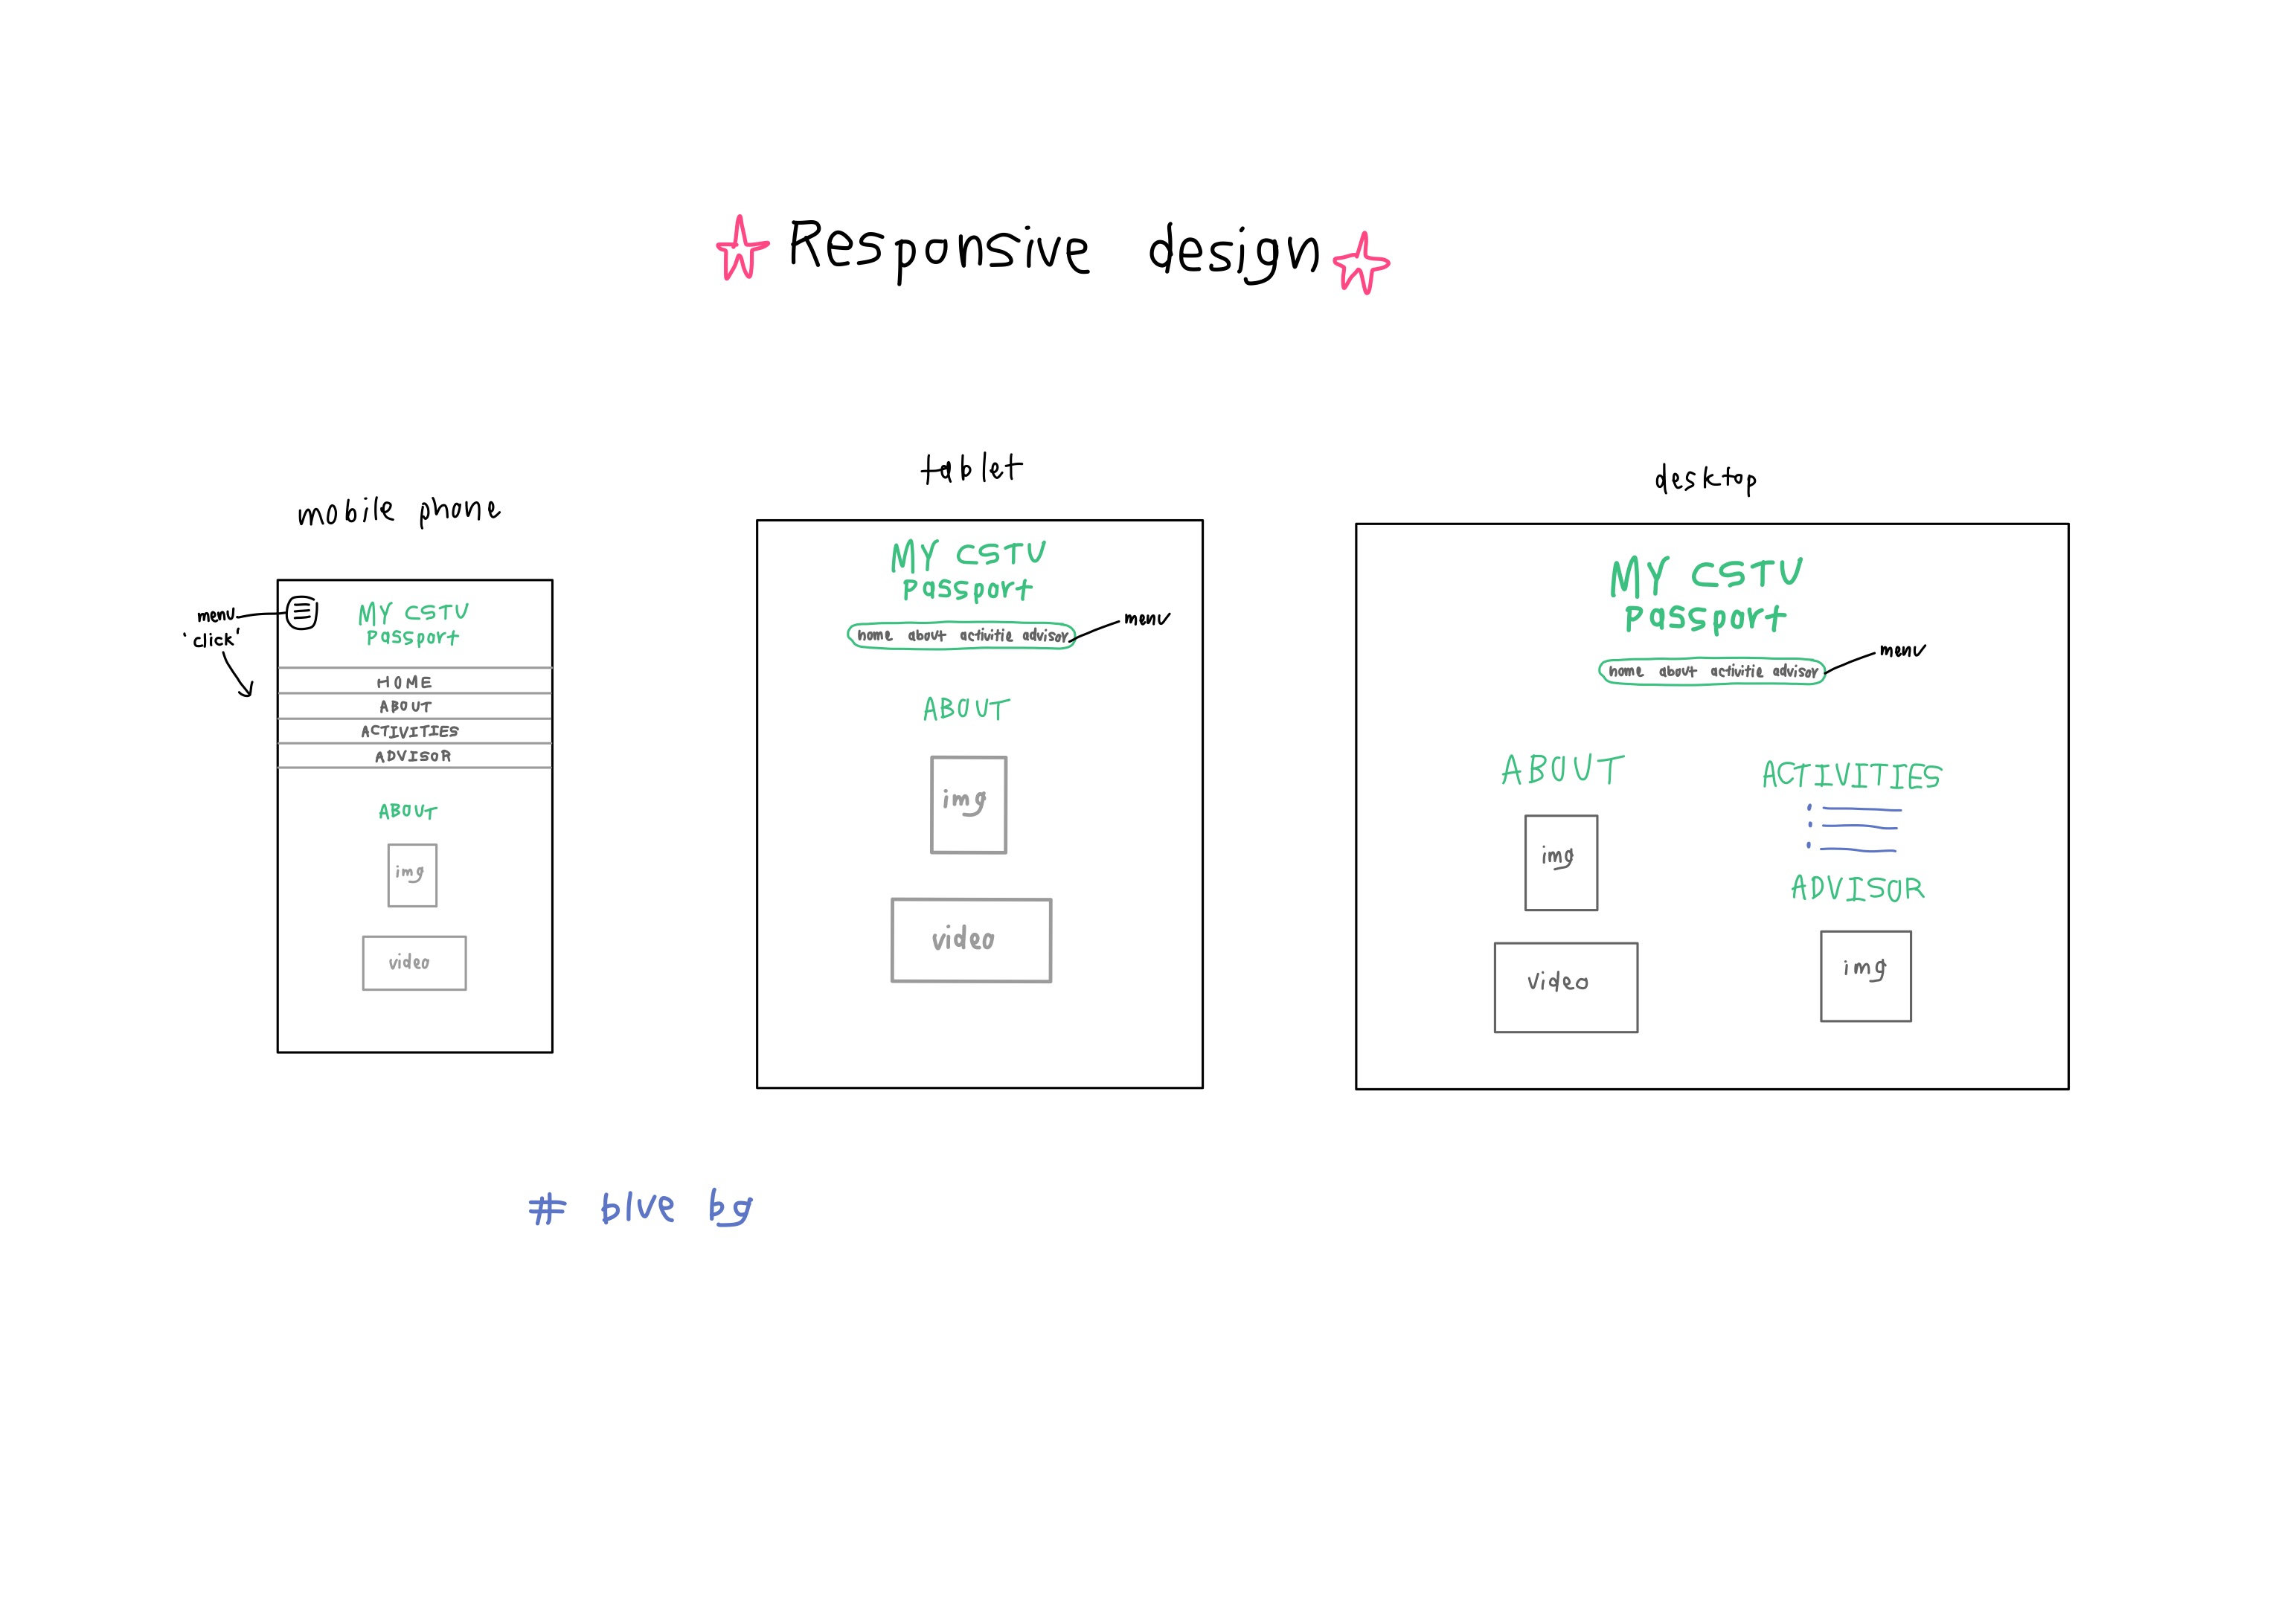 Responsive design
mobile phone
menu
'click'
MY CSTU
Passport
HOME
ABOUT
ACTIVITIES
ADVISOR
ABOUT
img
video
tablet
MY CSTU
Passport
home about activitie advisor
menu
ABOUT
img
video
desktop
MY CSTU
Passport
home about activitie advisor
menu
ABOUT
img
video
ACTIVITIES
ADVISOR
img
# blue bg